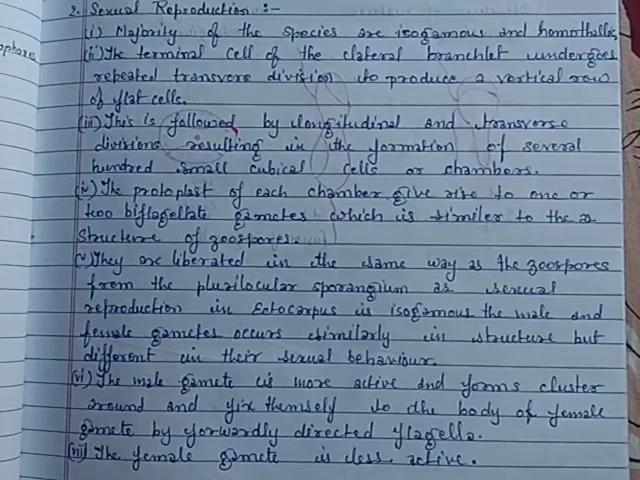 2. Sexual Reproduction :-
(i) Majority of the species are isogamous and homothallic,
(ii) The terminal cell of the lateral branchlet undergoes
repeated transvere division to produce a vertical row
of flat cells.
(iii) This is followed by longitudinal and transverse
divisions resulting in the formation of several
hundred small cubical cells or chambers.
(iv) The protoplast of each chamber give rise to one or
two biflagellate gametes which is similer to the
structure of zoospores.
(v) They are liberated in the same way as the zoospores
from the plurilocular sporangium as sexual
reproduction in Ectocarpus is isogamous the male and
female gametes occurs similarly in structure but
different in their sexual behaviour.
(vi) The male gamete is more active and forms cluster
around and fix themself to the body of female
gamete by forwardly directed flagella.
(vii) The female gamete is less active.